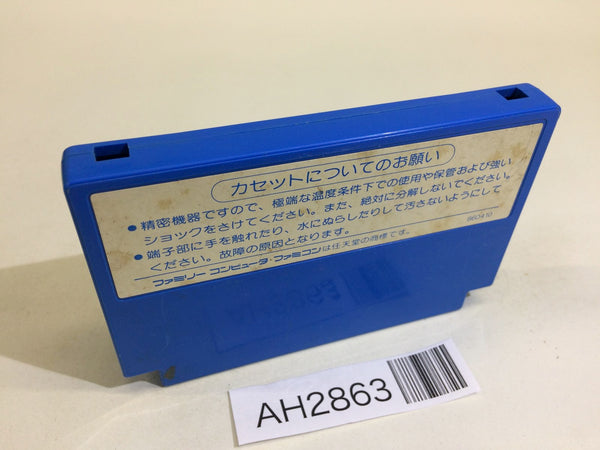 カセットについてのお願い
●精密機器ですので、極端な温度条件下での使用や保管および強い
ショックをさけてください。また、絶対に分解しないでください。
●端子部に手を触れたり、水にぬらしたりして汚さないようにして
ください。故障の原因となります。
860410
ファミリーコンピュータ・ファミコンは任天堂の商標です。
AH2863